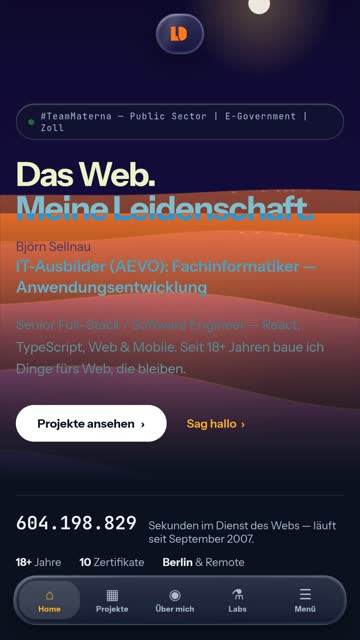 #TeamMaterna — Public Sector | E-Government |
Zoll
Das Web.
Meine Leidenschaft.
Björn Sellnau
IT-Ausbilder (AEVO): Fachinformatiker —
Anwendungsentwicklung
Senior Full-Stack / Software Engineer — React,
TypeScript, Web & Mobile. Seit 18+ Jahren baue ich
Dinge fürs Web, die bleiben.
Projekte ansehen ›
Sag hallo ›
604.198.829
Sekunden im Dienst des Webs — läuft
seit September 2007.
18+ Jahre
10 Zertifikate
Berlin & Remote
Home
Projekte
Über mich
Labs
Menü